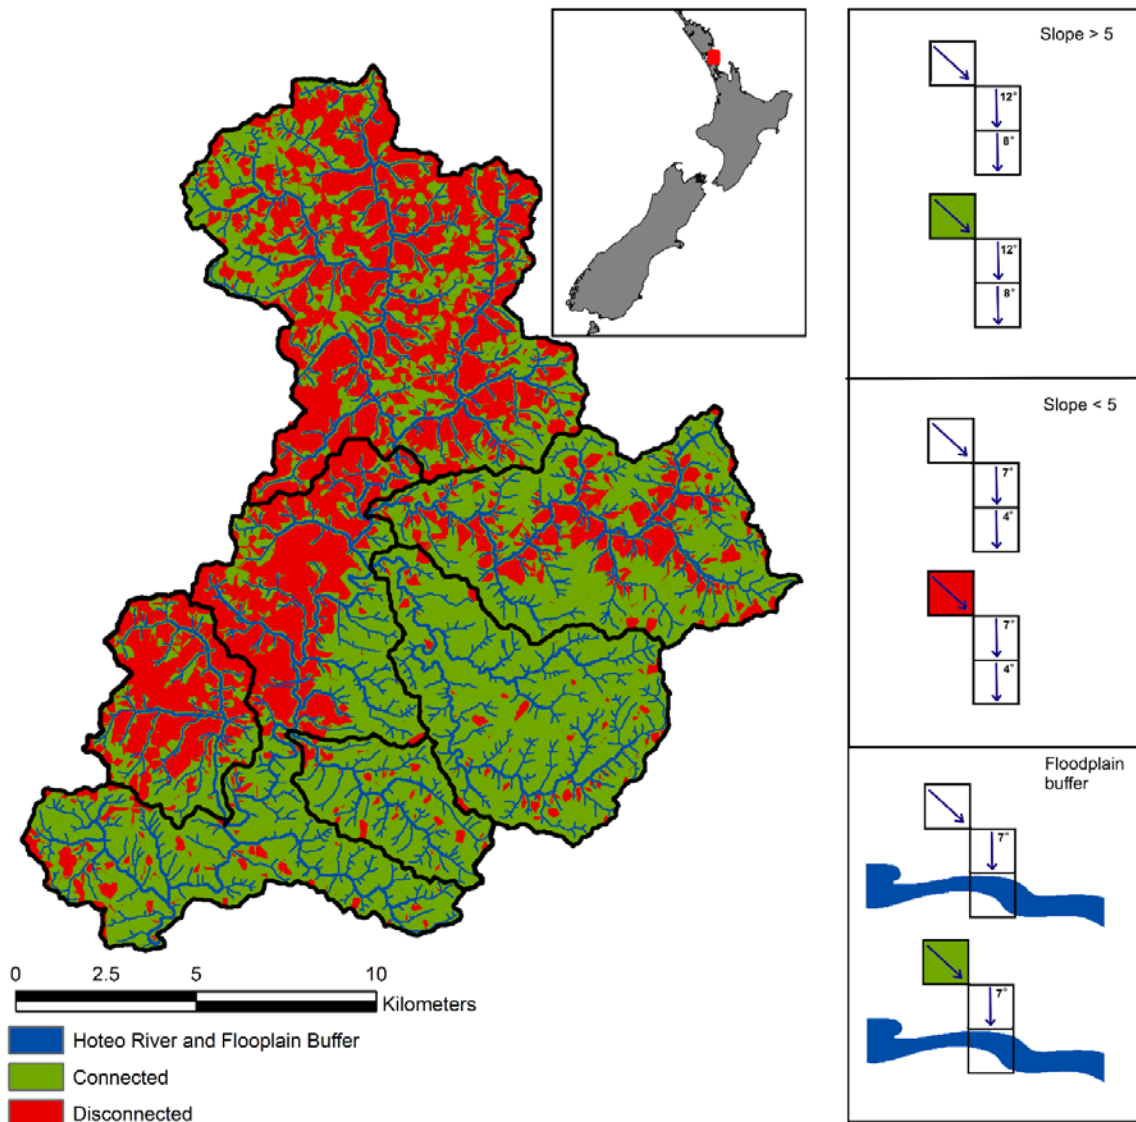 Slope > 5
12°
8°
12°
8°
Slope < 5
7°
4°
7°
4°
Floodplain
buffer
7°
7°
0 2.5 5 10
Kilometers
Hoteo River and Flooplain Buffer
Connected
Disconnected